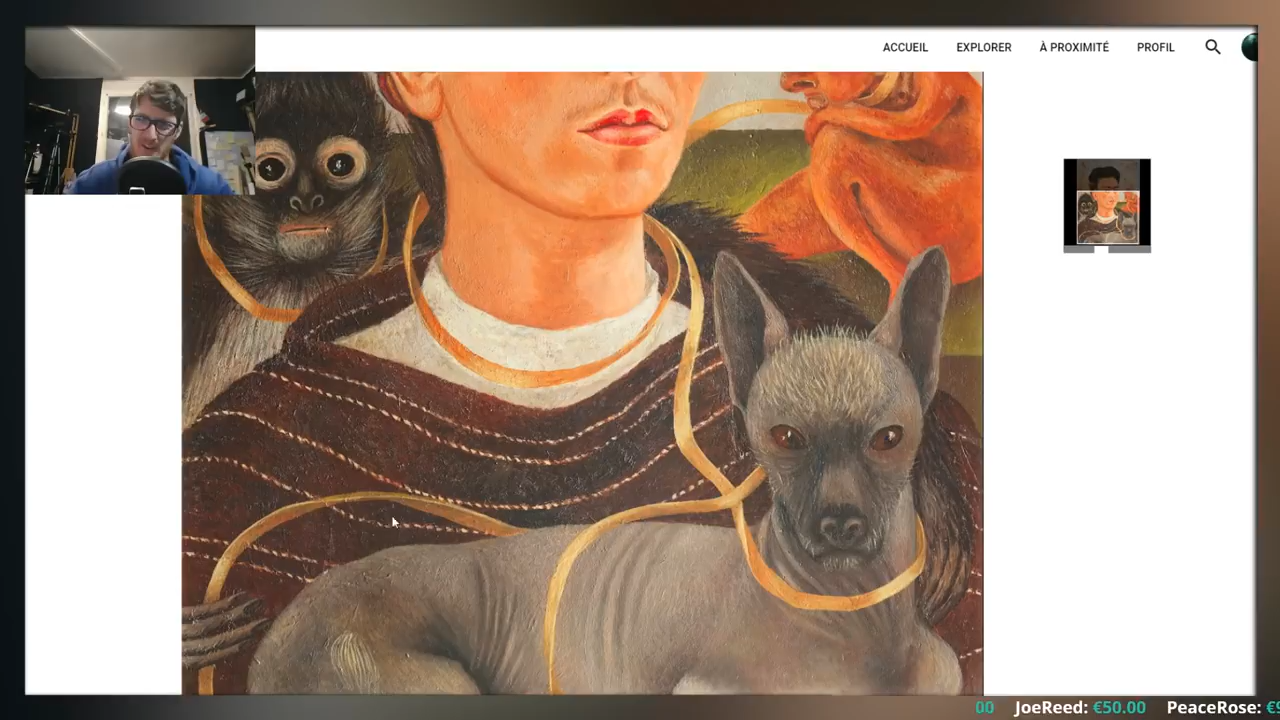 ACCUEIL EXPLORER À PROXIMITÉ PROFIL
00 JoeReed: €50.00 PeaceRose: